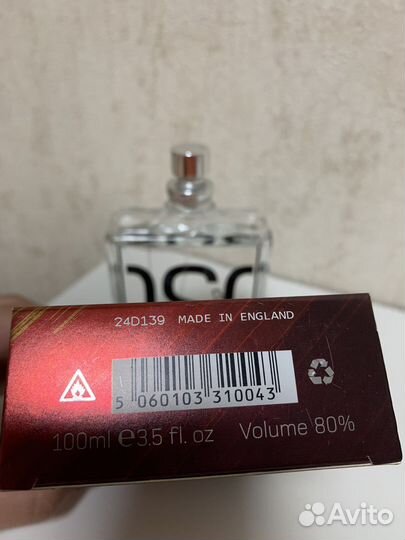 24D139 MADE IN ENGLAND
5 060103 310043
100ml ℮3.5 fl. oz Volume 80%
Avito